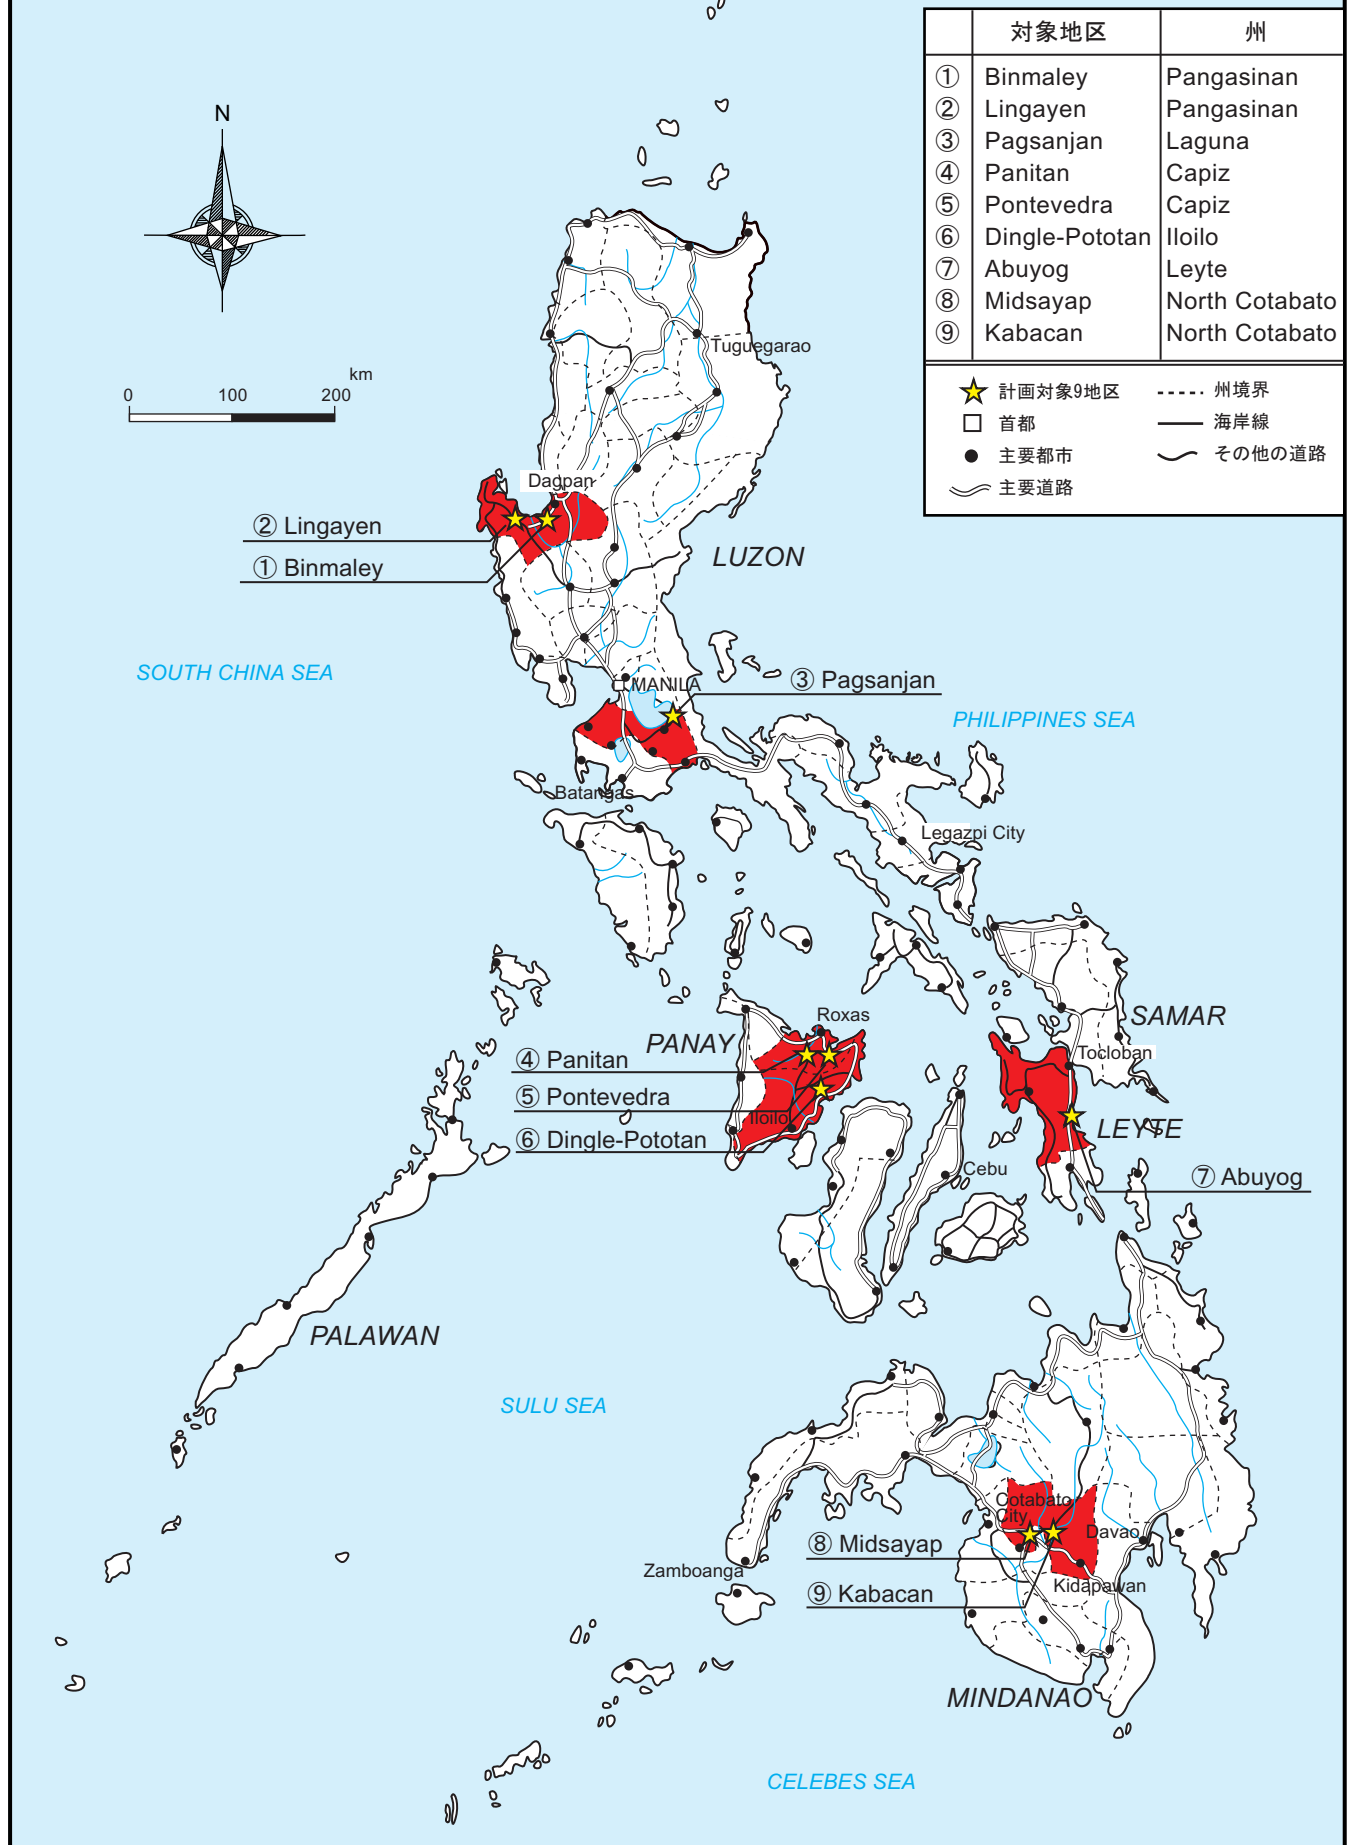 対象地区 州
① Binmaley Pangasinan
② Lingayen Pangasinan
③ Pagsanjan Laguna
④ Panitan Capiz
⑤ Pontevedra Capiz
⑥ Dingle-Pototan Iloilo
⑦ Abuyog Leyte
⑧ Midsayap North Cotabato
⑨ Kabacan North Cotabato
計画対象9地区 州境界
首都 海岸線
主要都市 その他の道路
主要道路
N
km
0 100 200
Tuguegarao
Dagpan
② Lingayen
① Binmaley
LUZON
SOUTH CHINA SEA
MANILA
③ Pagsanjan
PHILIPPINES SEA
Batangas
Legazpi City
Roxas
SAMAR
PANAY
Tocloban
④ Panitan
⑤ Pontevedra
Iloilo
LEYTE
⑥ Dingle-Pototan
Cebu
⑦ Abuyog
PALAWAN
SULU SEA
Cotabato
City
Davao
⑧ Midsayap
Zamboanga
Kidapawan
⑨ Kabacan
MINDANAO
CELEBES SEA